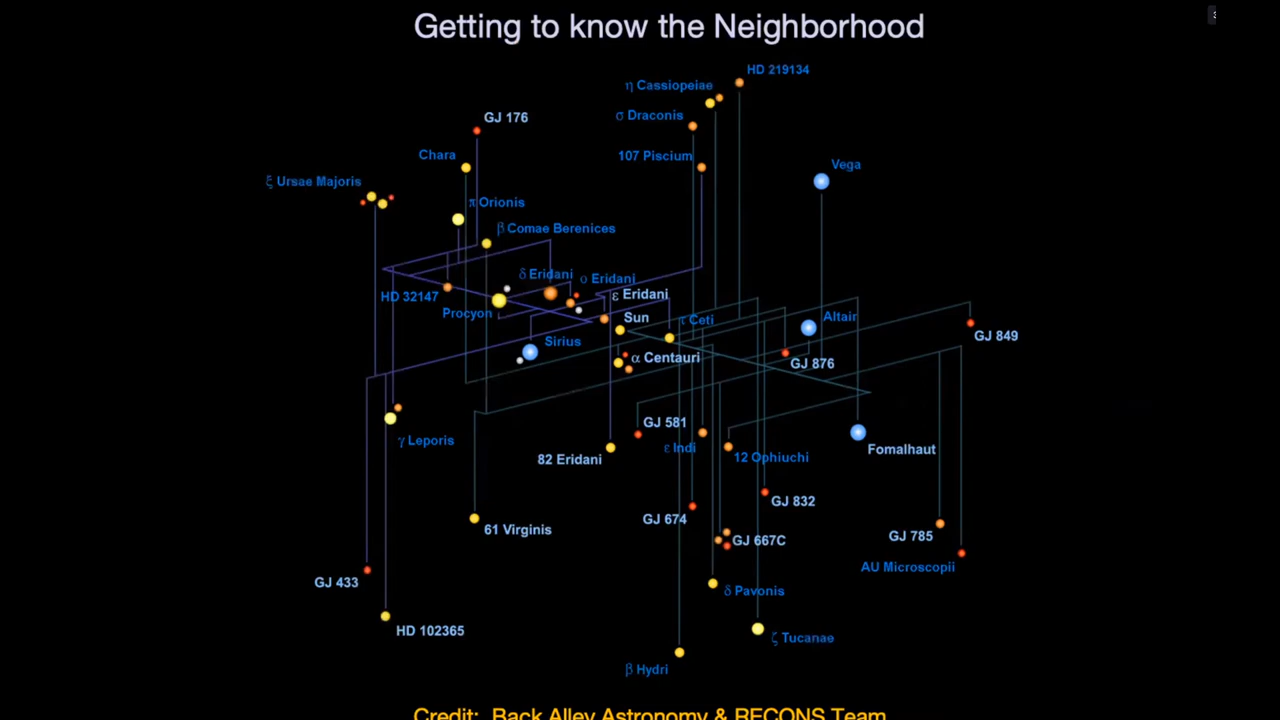 Getting to know the Neighborhood
HD 219134
η Cassiopeiae
σ Draconis
GJ 176
107 Piscium
Chara
Vega
ξ Ursae Majoris
π Orionis
β Comae Berenices
δ Eridani
ο Eridani
HD 32147
ε Eridani
Procyon
Sun
τ Ceti
Altair
GJ 849
Sirius
α Centauri
GJ 876
GJ 581
γ Leporis
ε Indi
82 Eridani
12 Ophiuchi
Fomalhaut
GJ 832
GJ 674
61 Virginis
GJ 667C
GJ 785
AU Microscopii
GJ 433
δ Pavonis
HD 102365
ζ Tucanae
β Hydri
Credit: Back Alley Astronomy & RECONS Team